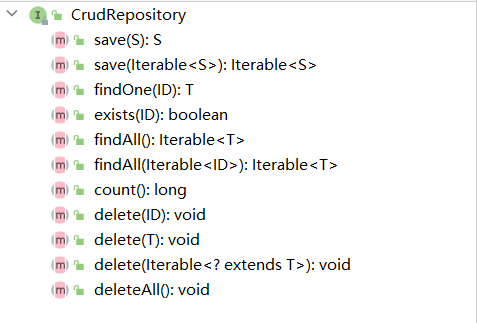 CrudRepository
save(S): S
save(Iterable<S>): Iterable<S>
findOne(ID): T
exists(ID): boolean
findAll(): Iterable<T>
findAll(Iterable<ID>): Iterable<T>
count(): long
delete(ID): void
delete(T): void
delete(Iterable<? extends T>): void
deleteAll(): void